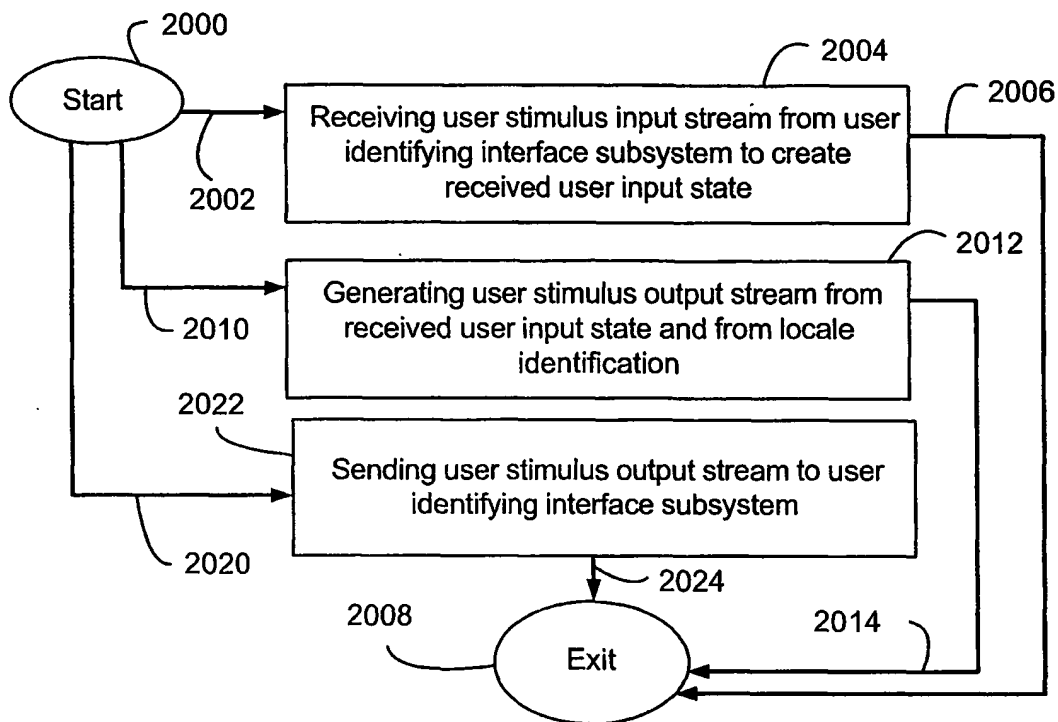 2000
Start
2004
2006
Receiving user stimulus input stream from user
identifying interface subsystem to create
received user input state
2002
2012
Generating user stimulus output stream from
received user input state and from locale
identification
2010
2022
Sending user stimulus output stream to user
identifying interface subsystem
2020
2024
2008
Exit
2014